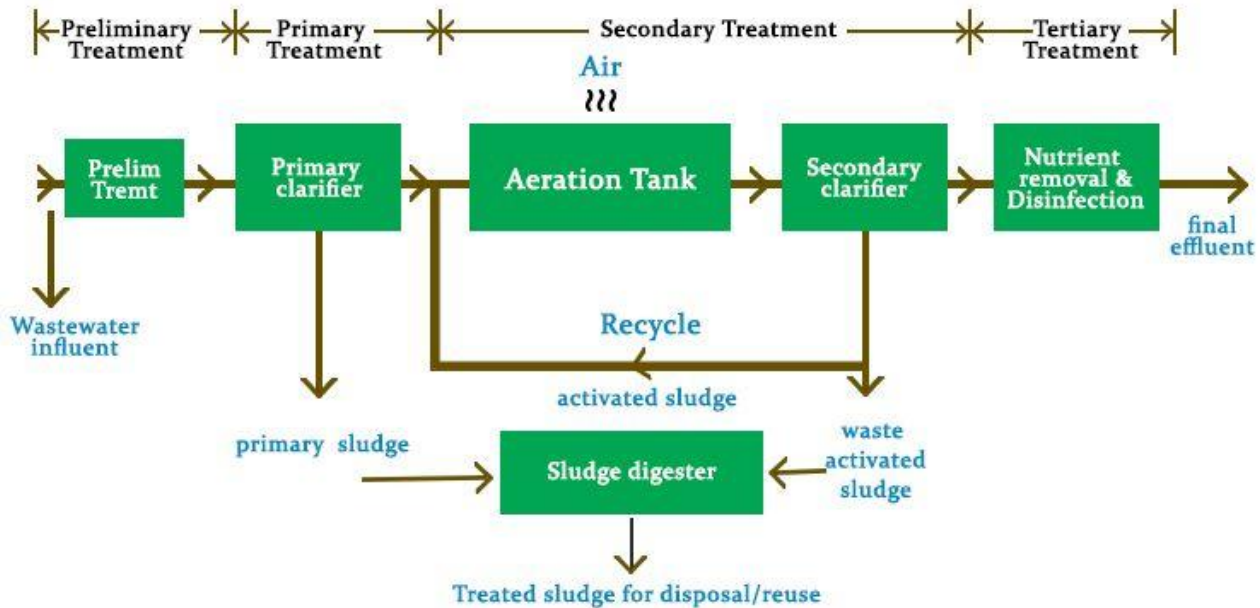 Preliminary
Treatment
Primary
Treatment
Secondary Treatment
Tertiary
Treatment
Air
Prelim
Tremt
Primary
clarifier
Aeration Tank
Secondary
clarifier
Nutrient
removal &
Disinfection
final
effluent
Wastewater
influent
Recycle
activated sludge
primary sludge
Sludge digester
waste
activated
sludge
Treated sludge for disposal/reuse